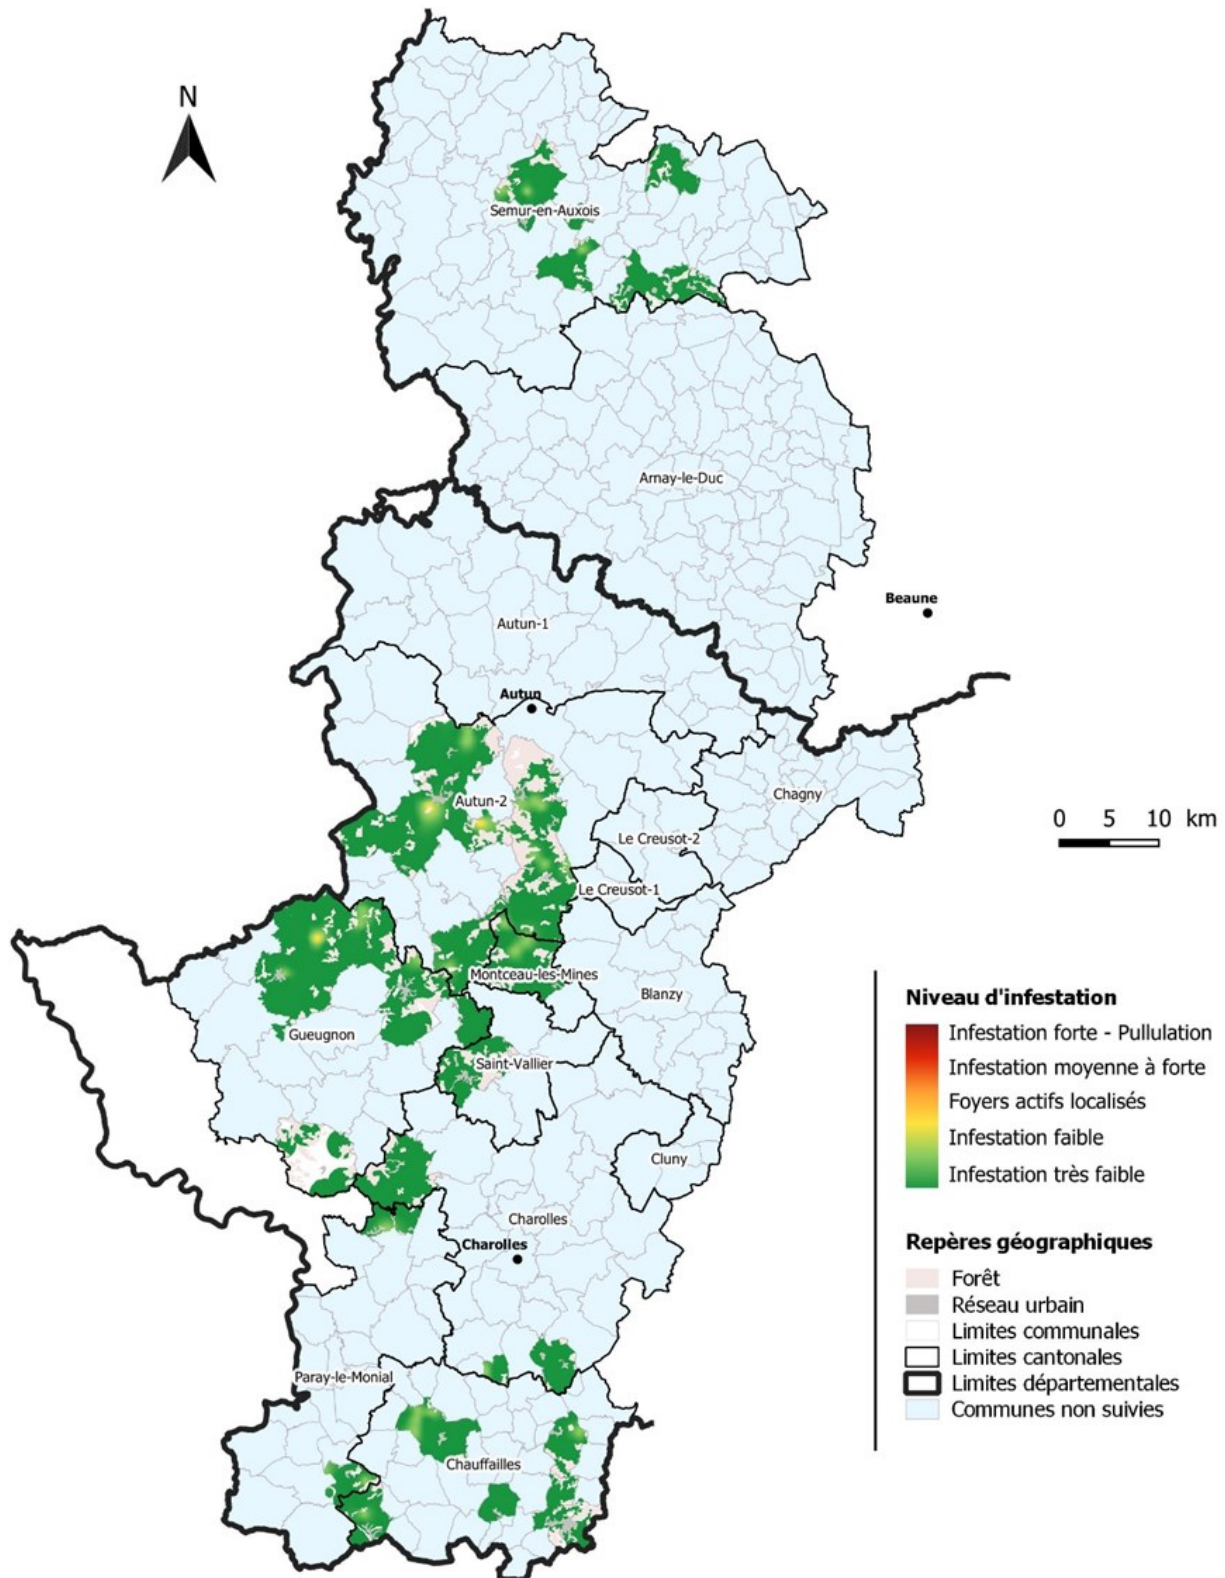 N
Semur-en-Auxois
Arnay-le-Duc
Beaune
Autun-1
Autun
Chagny
Autun-2
0 5 10 km
Le Creusot-2
Le Creusot-1
Montceau-les-Mines
Blanzy
Gueugnon
Saint-Vallier
Cluny
Charolles
Charolles
Paray-le-Monial
Chauffailles
Niveau d'infestation
Infestation forte - Pullulation
Infestation moyenne à forte
Foyers actifs localisés
Infestation faible
Infestation très faible
Repères géographiques
Forêt
Réseau urbain
Limites communales
Limites cantonales
Limites départementales
Communes non suivies